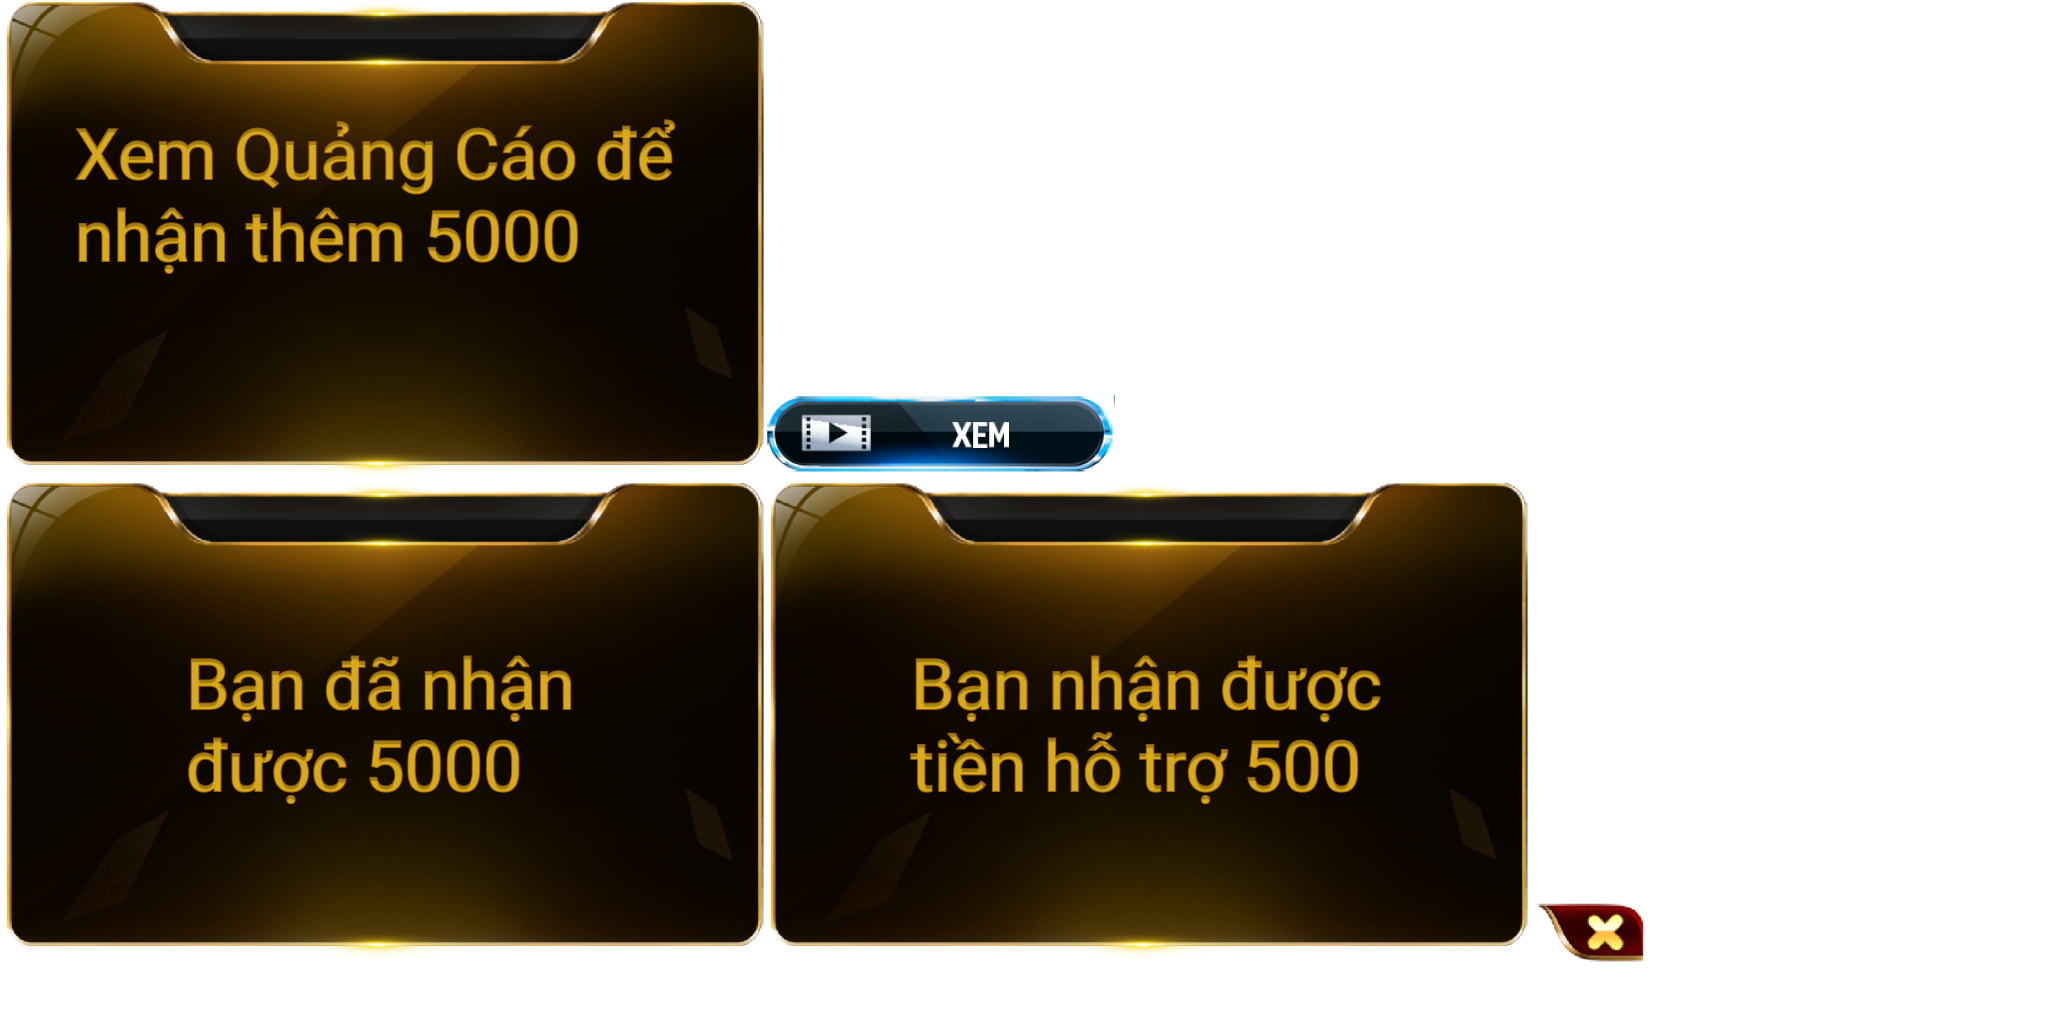 Xem Quảng Cáo để
nhận thêm 5000
XEM
Bạn đã nhận
được 5000
Bạn nhận được
tiền hỗ trợ 500